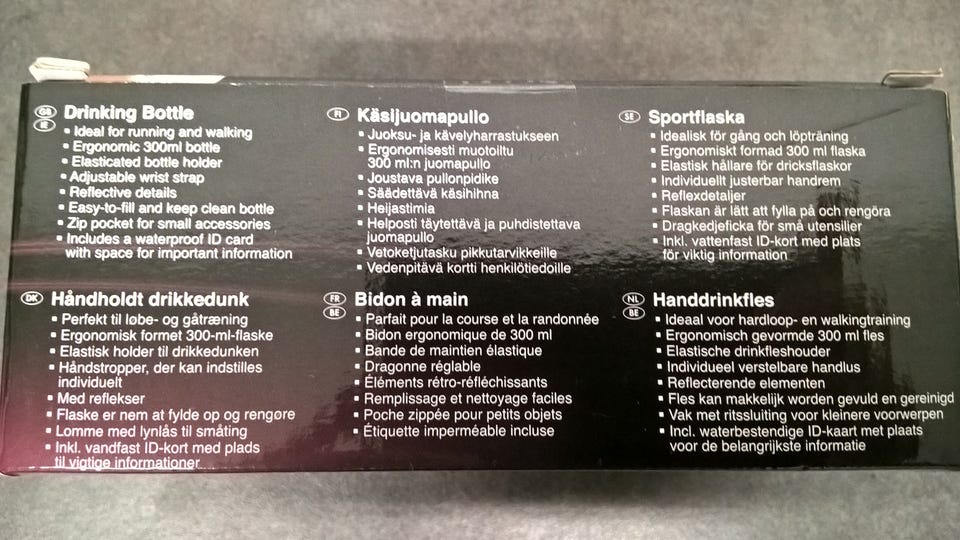 GB IE Drinking Bottle
▪ Ideal for running and walking
▪ Ergonomic 300ml bottle
▪ Elasticated bottle holder
▪ Adjustable wrist strap
▪ Reflective details
▪ Easy-to-fill and keep clean bottle
▪ Zip pocket for small accessories
▪ Includes a waterproof ID card
with space for important information
FI Käsijuomapullo
▪ Juoksu- ja kävelyharrastukseen
▪ Ergonomisesti muotoiltu
300 ml:n juomapullo
▪ Joustava pullonpidike
▪ Säädettävä käsihihna
▪ Heijastimia
▪ Helposti täytettävä ja puhdistettava
juomapullo
▪ Vetoketjutasku pikkutarvikkeille
▪ Vedenpitävä kortti henkilötiedoille
SE Sportflaska
▪ Idealisk för gång och löpträning
▪ Ergonomiskt formad 300 ml flaska
▪ Elastisk hållare för dricksflaskor
▪ Individuellt justerbar handrem
▪ Reflexdetaljer
▪ Flaskan är lätt att fylla på och rengöra
▪ Dragkedjeficka för små utensilier
▪ Inkl. vattenfast ID-kort med plats
för viktig information
DK Håndholdt drikkedunk
▪ Perfekt til løbe- og gåtræning
▪ Ergonomisk formet 300-ml-flaske
▪ Elastisk holder til drikkedunken
▪ Håndstropper, der kan indstilles
individuelt
▪ Med reflekser
▪ Flaske er nem at fylde op og rengøre
▪ Lomme med lynlås til småting
▪ Inkl. vandfast ID-kort med plads
til vigtige informationer
FR BE Bidon à main
▪ Parfait pour la course et la randonnée
▪ Bidon ergonomique de 300 ml
▪ Bande de maintien élastique
▪ Dragonne réglable
▪ Éléments rétro-réfléchissants
▪ Remplissage et nettoyage faciles
▪ Poche zippée pour petits objets
▪ Étiquette imperméable incluse
NL BE Handdrinkfles
▪ Ideaal voor hardloop- en walkingtraining
▪ Ergonomisch gevormde 300 ml fles
▪ Elastische drinkfleshouder
▪ Individueel verstelbare handlus
▪ Reflecterende elementen
▪ Fles kan makkelijk worden gevuld en gereinigd
▪ Vak met ritssluiting voor kleinere voorwerpen
▪ Incl. waterbestendige ID-kaart met plaats
voor de belangrijkste informatie